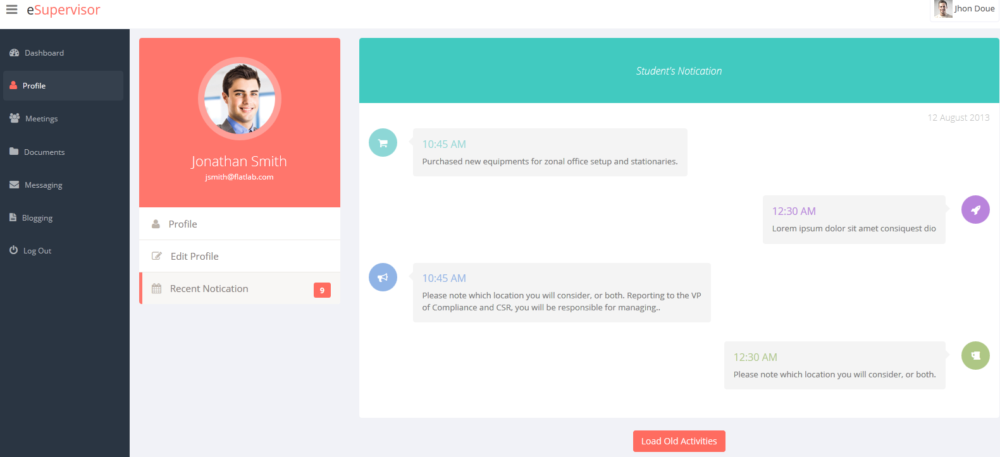 eSupervisor
Jhon Doue
Dashboard
Profile
Meetings
Documents
Messaging
Blogging
Log Out
Jonathan Smith
jsmith@flatlab.com
Profile
Edit Profile
Recent Notication
9
Student's Notication
12 August 2013
10:45 AM
Purchased new equipments for zonal office setup and stationaries.
12:30 AM
Lorem ipsum dolor sit amet consiquest dio
10:45 AM
Please note which location you will consider, or both. Reporting to the VP
of Compliance and CSR, you will be responsible for managing..
12:30 AM
Please note which location you will consider, or both.
Load Old Activities